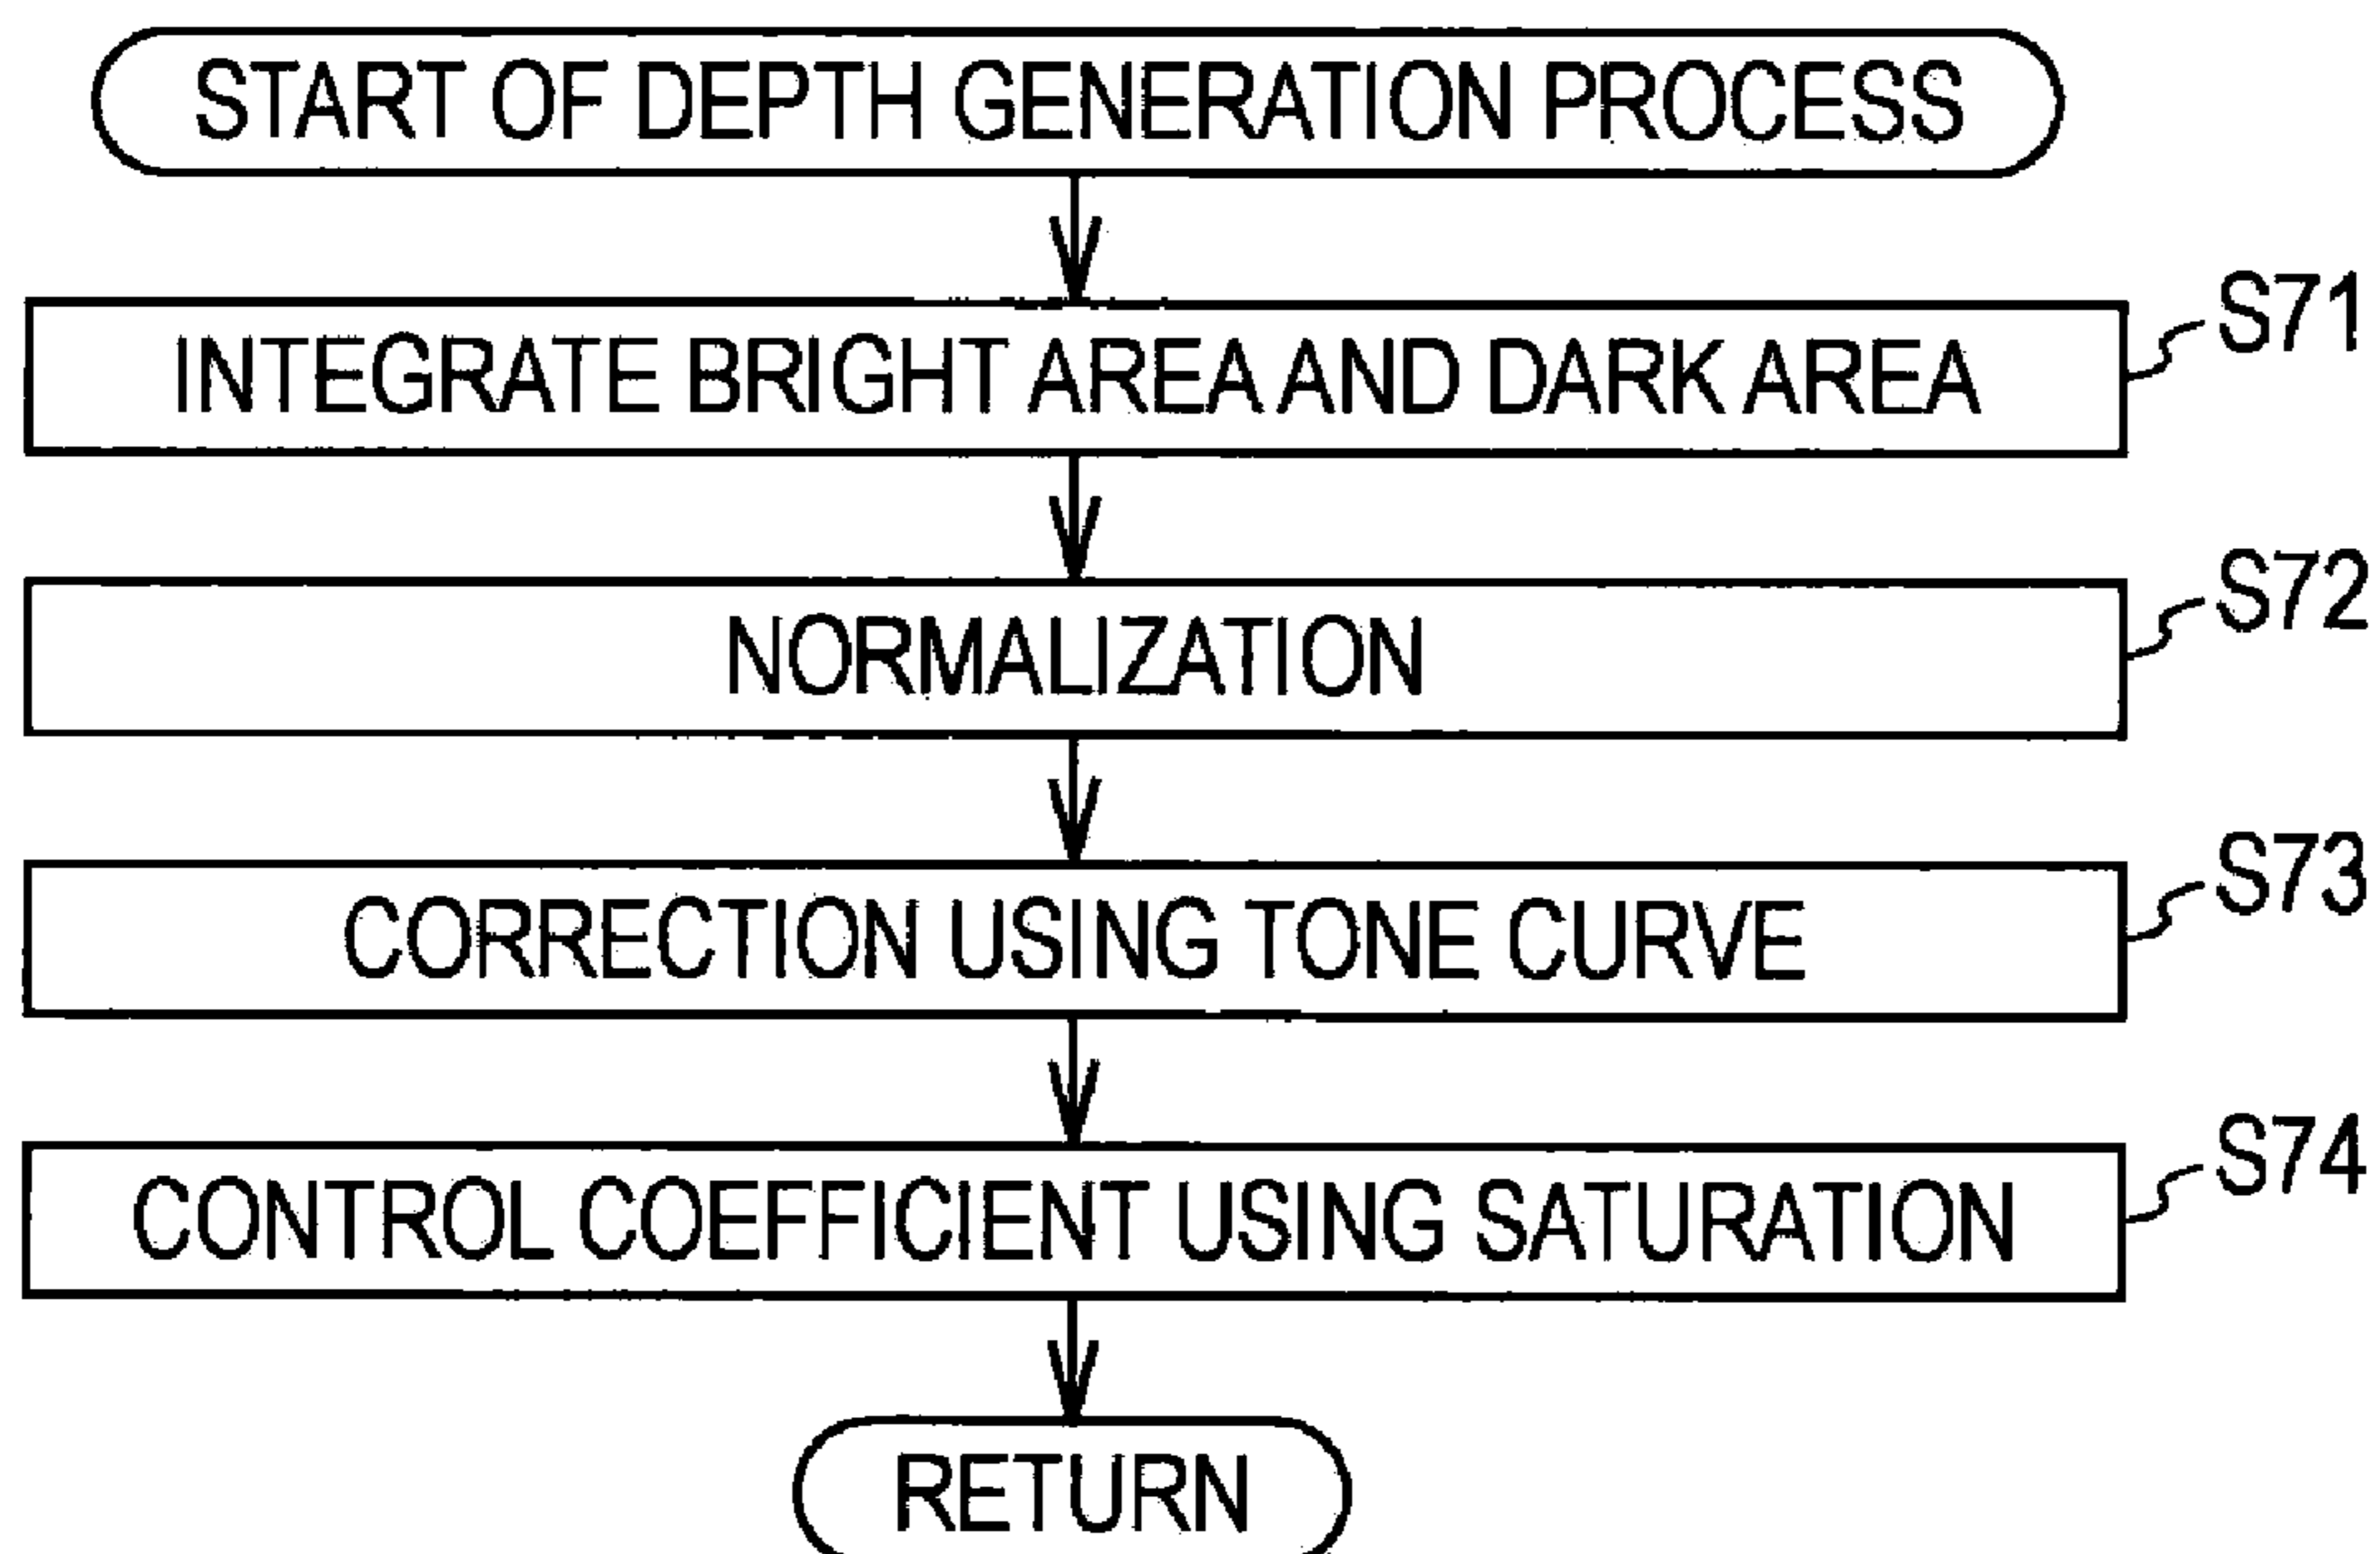 START OF DEPTH GENERATION PROCESS
INTEGRATE BRIGHT AREA AND DARK AREA
S71
NORMALIZATION
S72
CORRECTION USING TONE CURVE
S73
CONTROL COEFFICIENT USING SATURATION
S74
RETURN